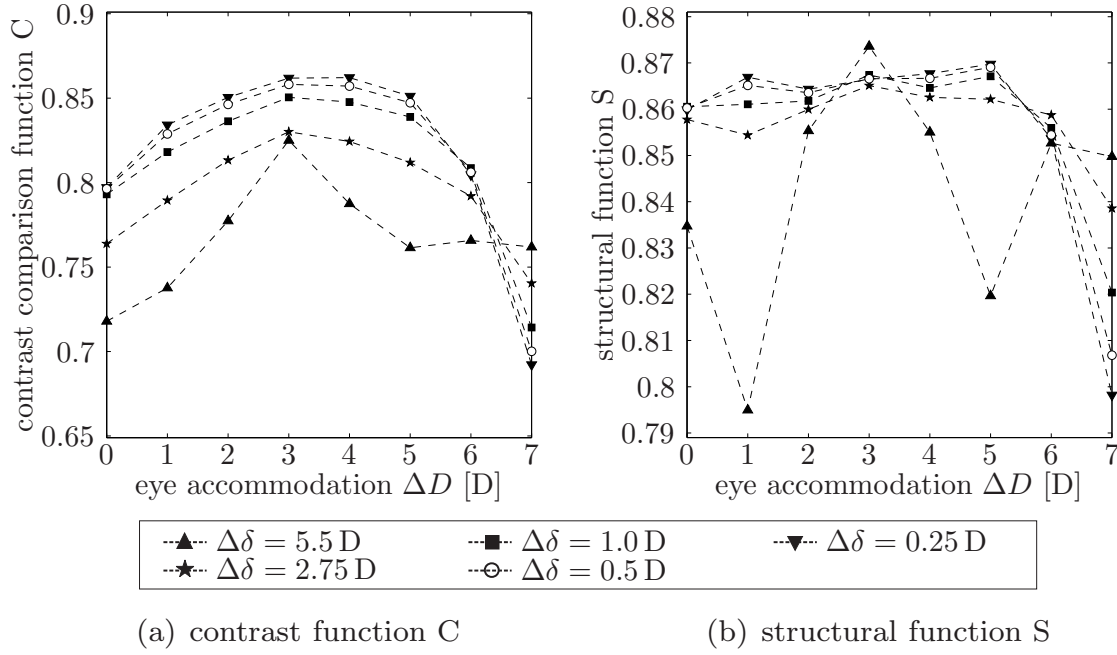 contrast comparison function C
0.9
0.85
0.8
0.75
0.7
0.65
0 1 2 3 4 5 6 7
eye accommodation ΔD [D]
structural function S
0.88
0.87
0.86
0.85
0.84
0.83
0.82
0.81
0.8
0.79
0 1 2 3 4 5 6 7
eye accommodation ΔD [D]
Δδ = 5.5 D Δδ = 1.0 D Δδ = 0.25 D
Δδ = 2.75 D Δδ = 0.5 D
(a) contrast function C
(b) structural function S